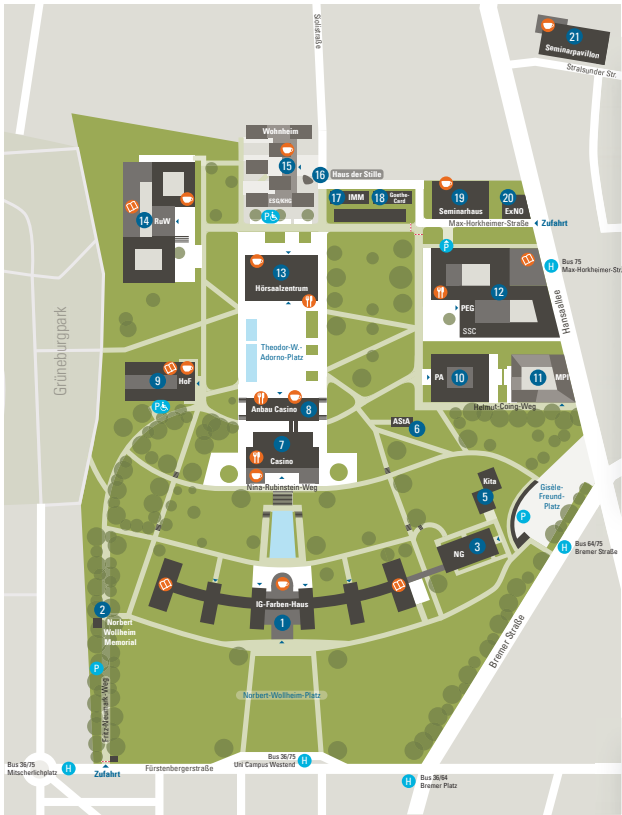 21
Seminarpavillon
Stralsunder Str.
Solistraße
Wohnheim
15
16 Haus der Stille
ESG/KHG
P
14 RuW
17 IMM
18 Goethe-
Card
19
Seminarhaus
20
ExNO
Max-Horkheimer-Straße
Zufahrt
P
H
Bus 75
Max-Horkheimer-Str.
13
Hörsaalzentrum
12
PEG
SSC
Hansaallee
Theodor-W.-
Adorno-Platz
Grüneburgpark
9 HoF
P
PA 10
11 MPI
Helmut-Coing-Weg
Anbau Casino 8
AStA
6
7
Casino
Nina-Rubinstein-Weg
Kita
5
Gisèle-
Freund-
Platz
P
NG 3
H
Bus 64/75
Bremer Straße
IG-Farben-Haus
1
2
Norbert
Wollheim
Memorial
Bremer Straße
P
Fritz-Neumark-Weg
Norbert-Wollheim-Platz
Bus 36/75
Mitscherlichplatz
H
Zufahrt
Fürstenbergerstraße
Bus 36/75
Uni Campus Westend
H
H
Bus 36/64
Bremer Platz